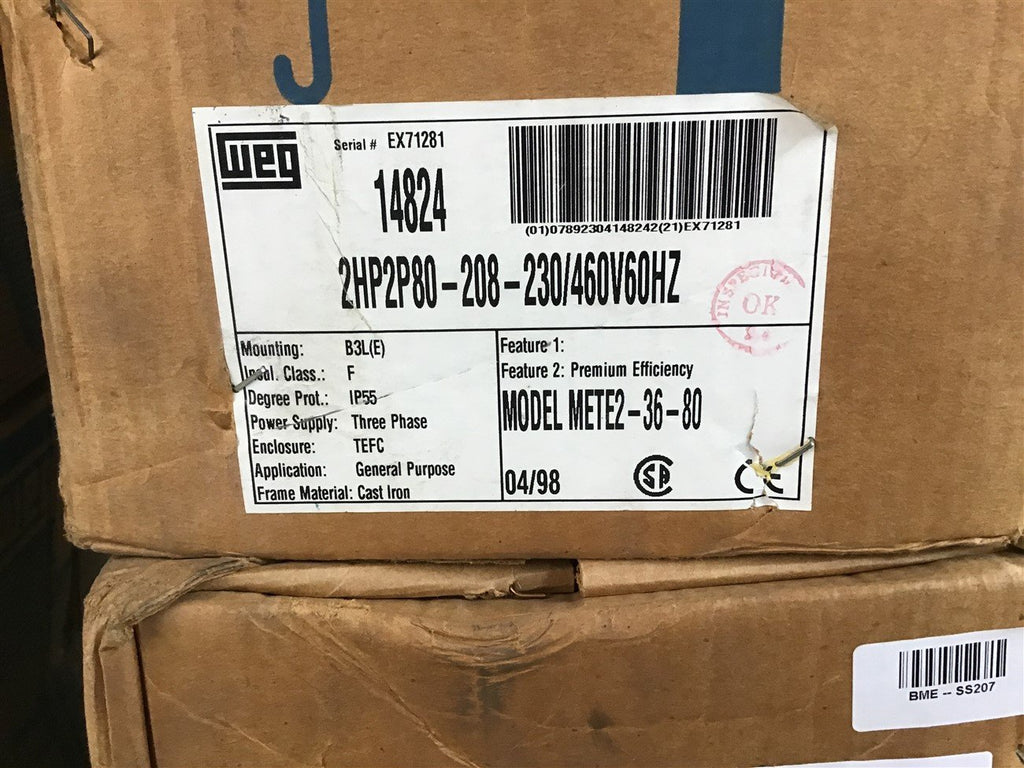 J
weg
Serial # EX71281
14824
(01)07892304148242(21)EX71281
2HP2P80-208-230/460V60HZ
INSPECT
OK
Mounting: B3L(E)
Insul. Class.: F
Degree Prot.: IP55
Power Supply: Three Phase
Enclosure: TEFC
Application: General Purpose
Frame Material: Cast Iron
Feature 1:
Feature 2: Premium Efficiency
MODEL METE2-36-80
04/98
SA
CE
BME -- SS207